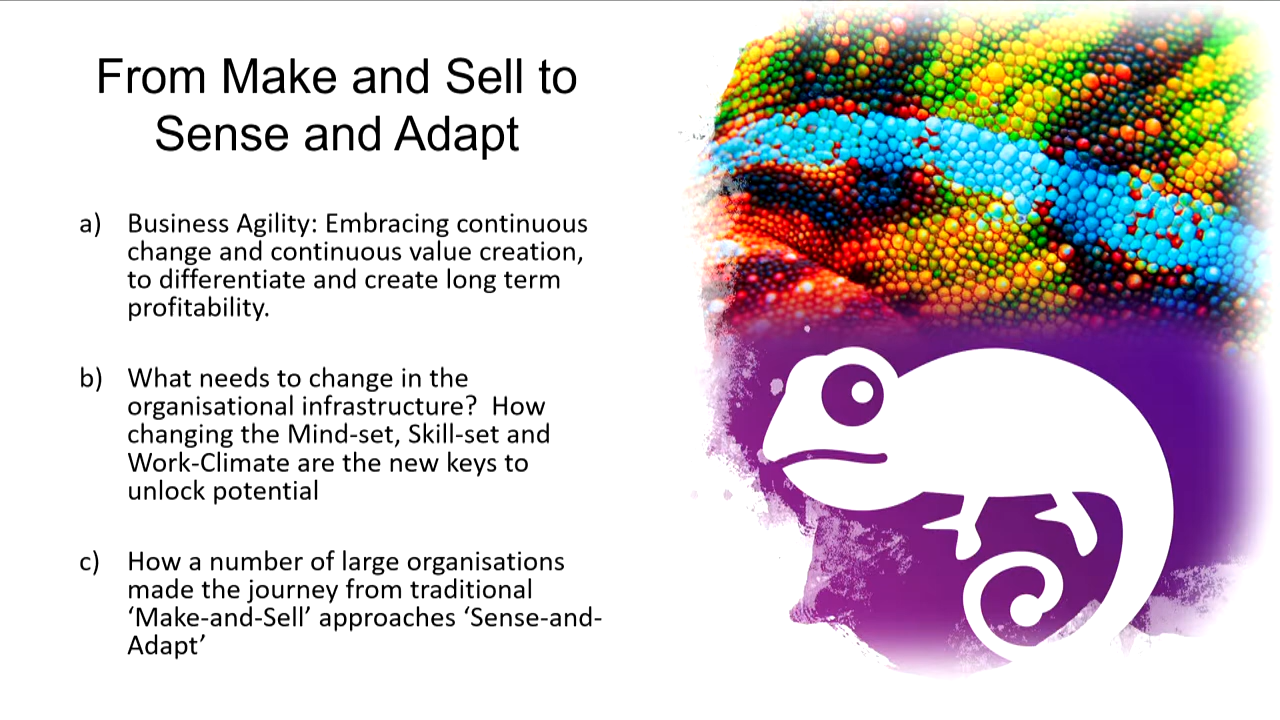 From Make and Sell to
Sense and Adapt
a) Business Agility: Embracing continuous
change and continuous value creation,
to differentiate and create long term
profitability.
b) What needs to change in the
organisational infrastructure?  How
changing the Mind-set, Skill-set and
Work-Climate are the new keys to
unlock potential
c) How a number of large organisations
made the journey from traditional
‘Make-and-Sell’ approaches ‘Sense-and-
Adapt’